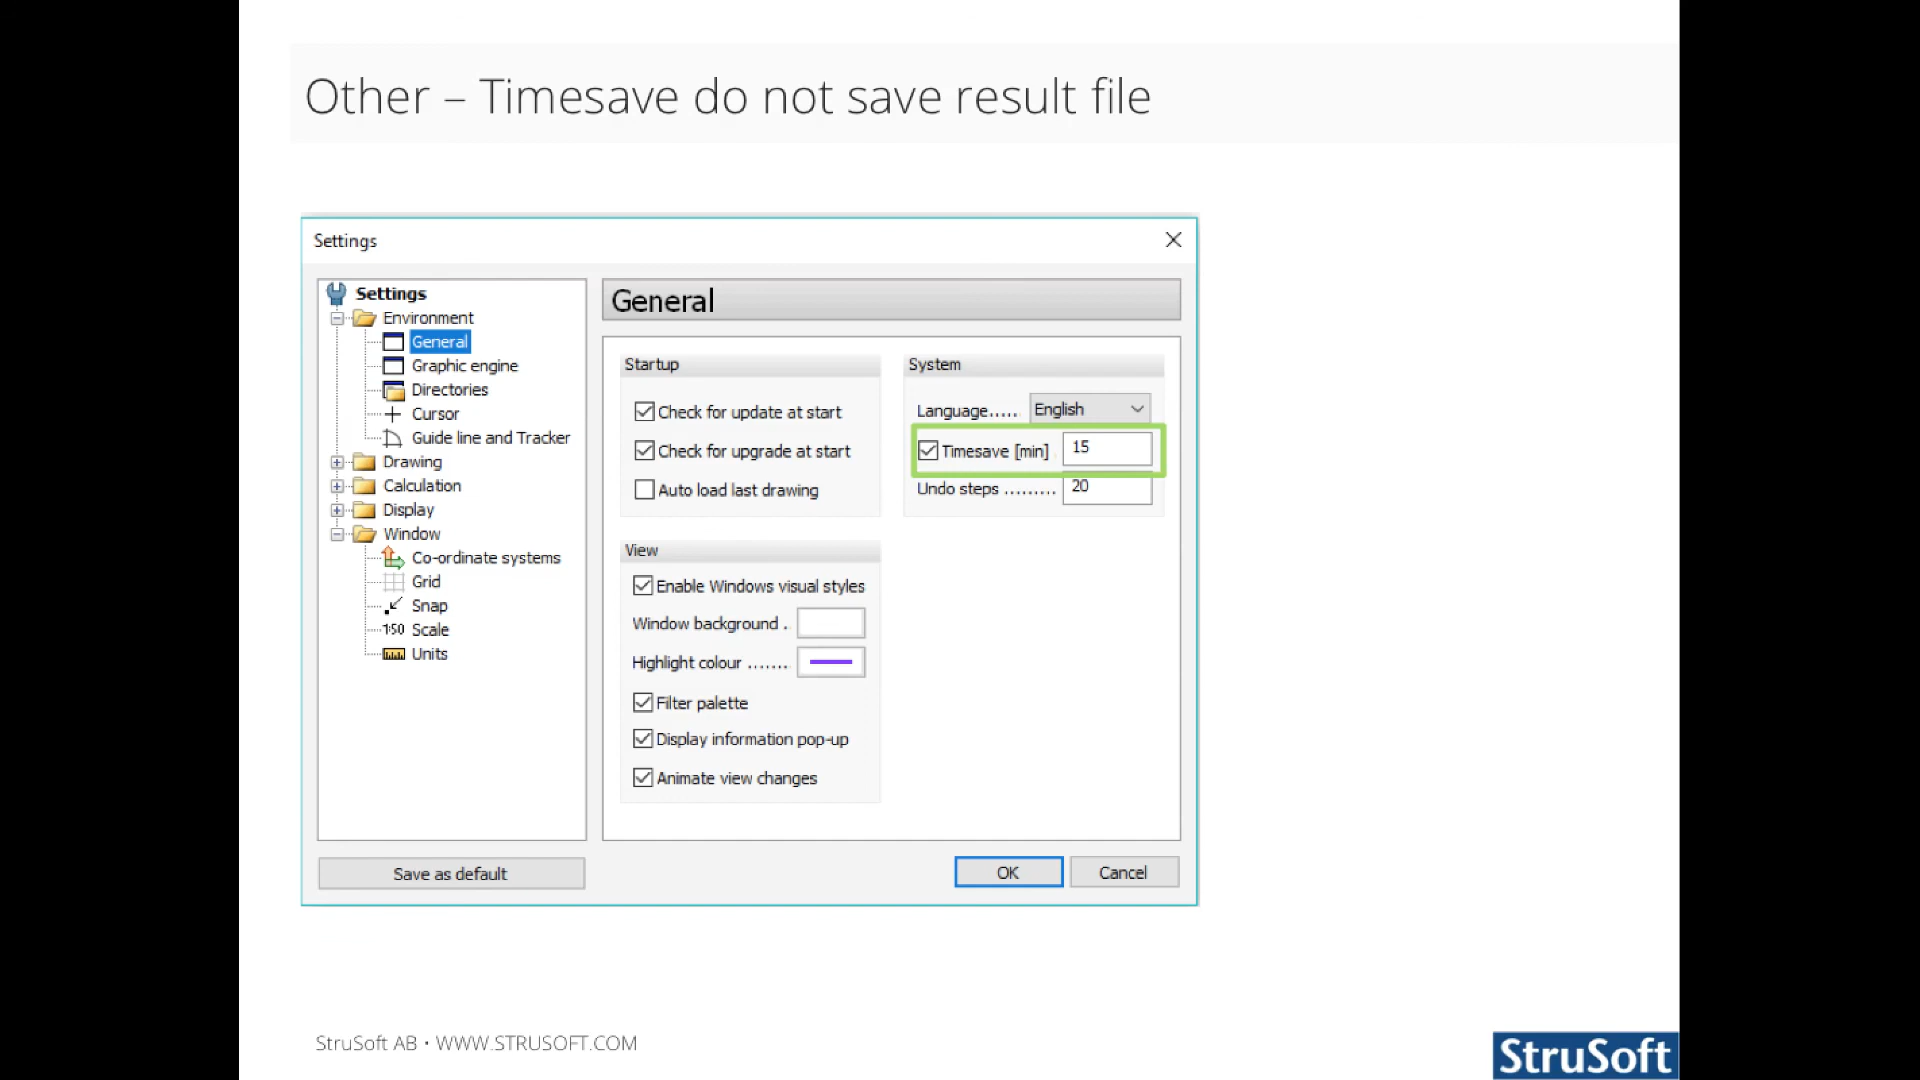 Other – Timesave do not save result file
Settings
Settings
Environment
General
Graphic engine
Directories
Cursor
Guide line and Tracker
Drawing
Calculation
Display
Window
Co-ordinate systems
Grid
Snap
1:50 Scale
Units
Save as default
General
Startup
Check for update at start
Check for upgrade at start
Auto load last drawing
System
Language..... English
Timesave [min] 15
Undo steps ......... 20
View
Enable Windows visual styles
Window background .
Highlight colour .......
Filter palette
Display information pop-up
Animate view changes
OK
Cancel
StruSoft AB • WWW.STRUSOFT.COM
StruSoft